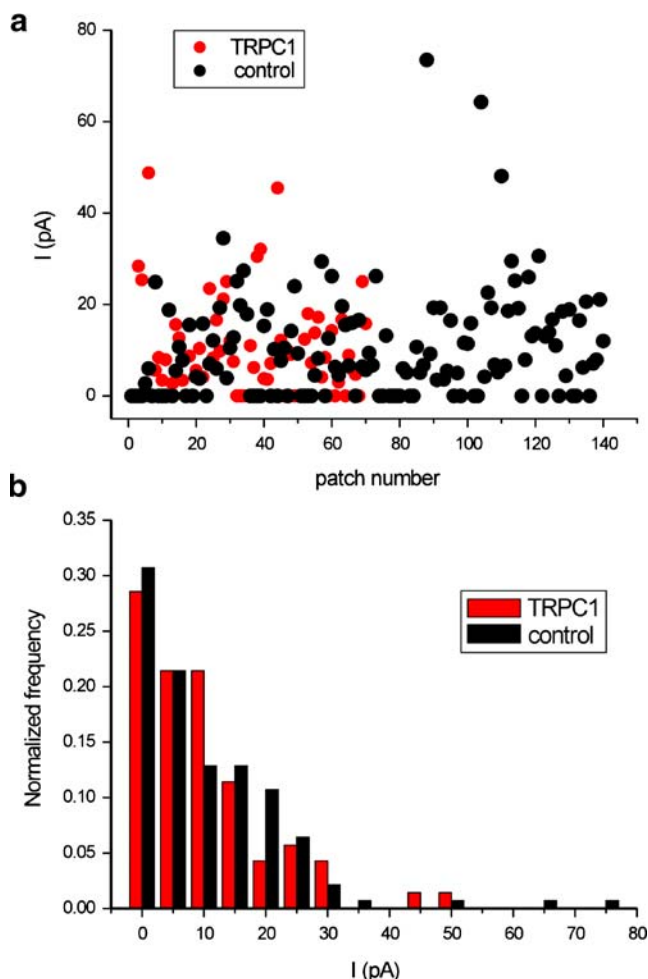 a
80
TRPC1
control
60
40
20
0
I (pA)
0 20 40 60 80 100 120 140
patch number
b
0.35
0.30
0.25
0.20
0.15
0.10
0.05
0.00
Normalized frequency
TRPC1
control
0 10 20 30 40 50 60 70 80
I (pA)